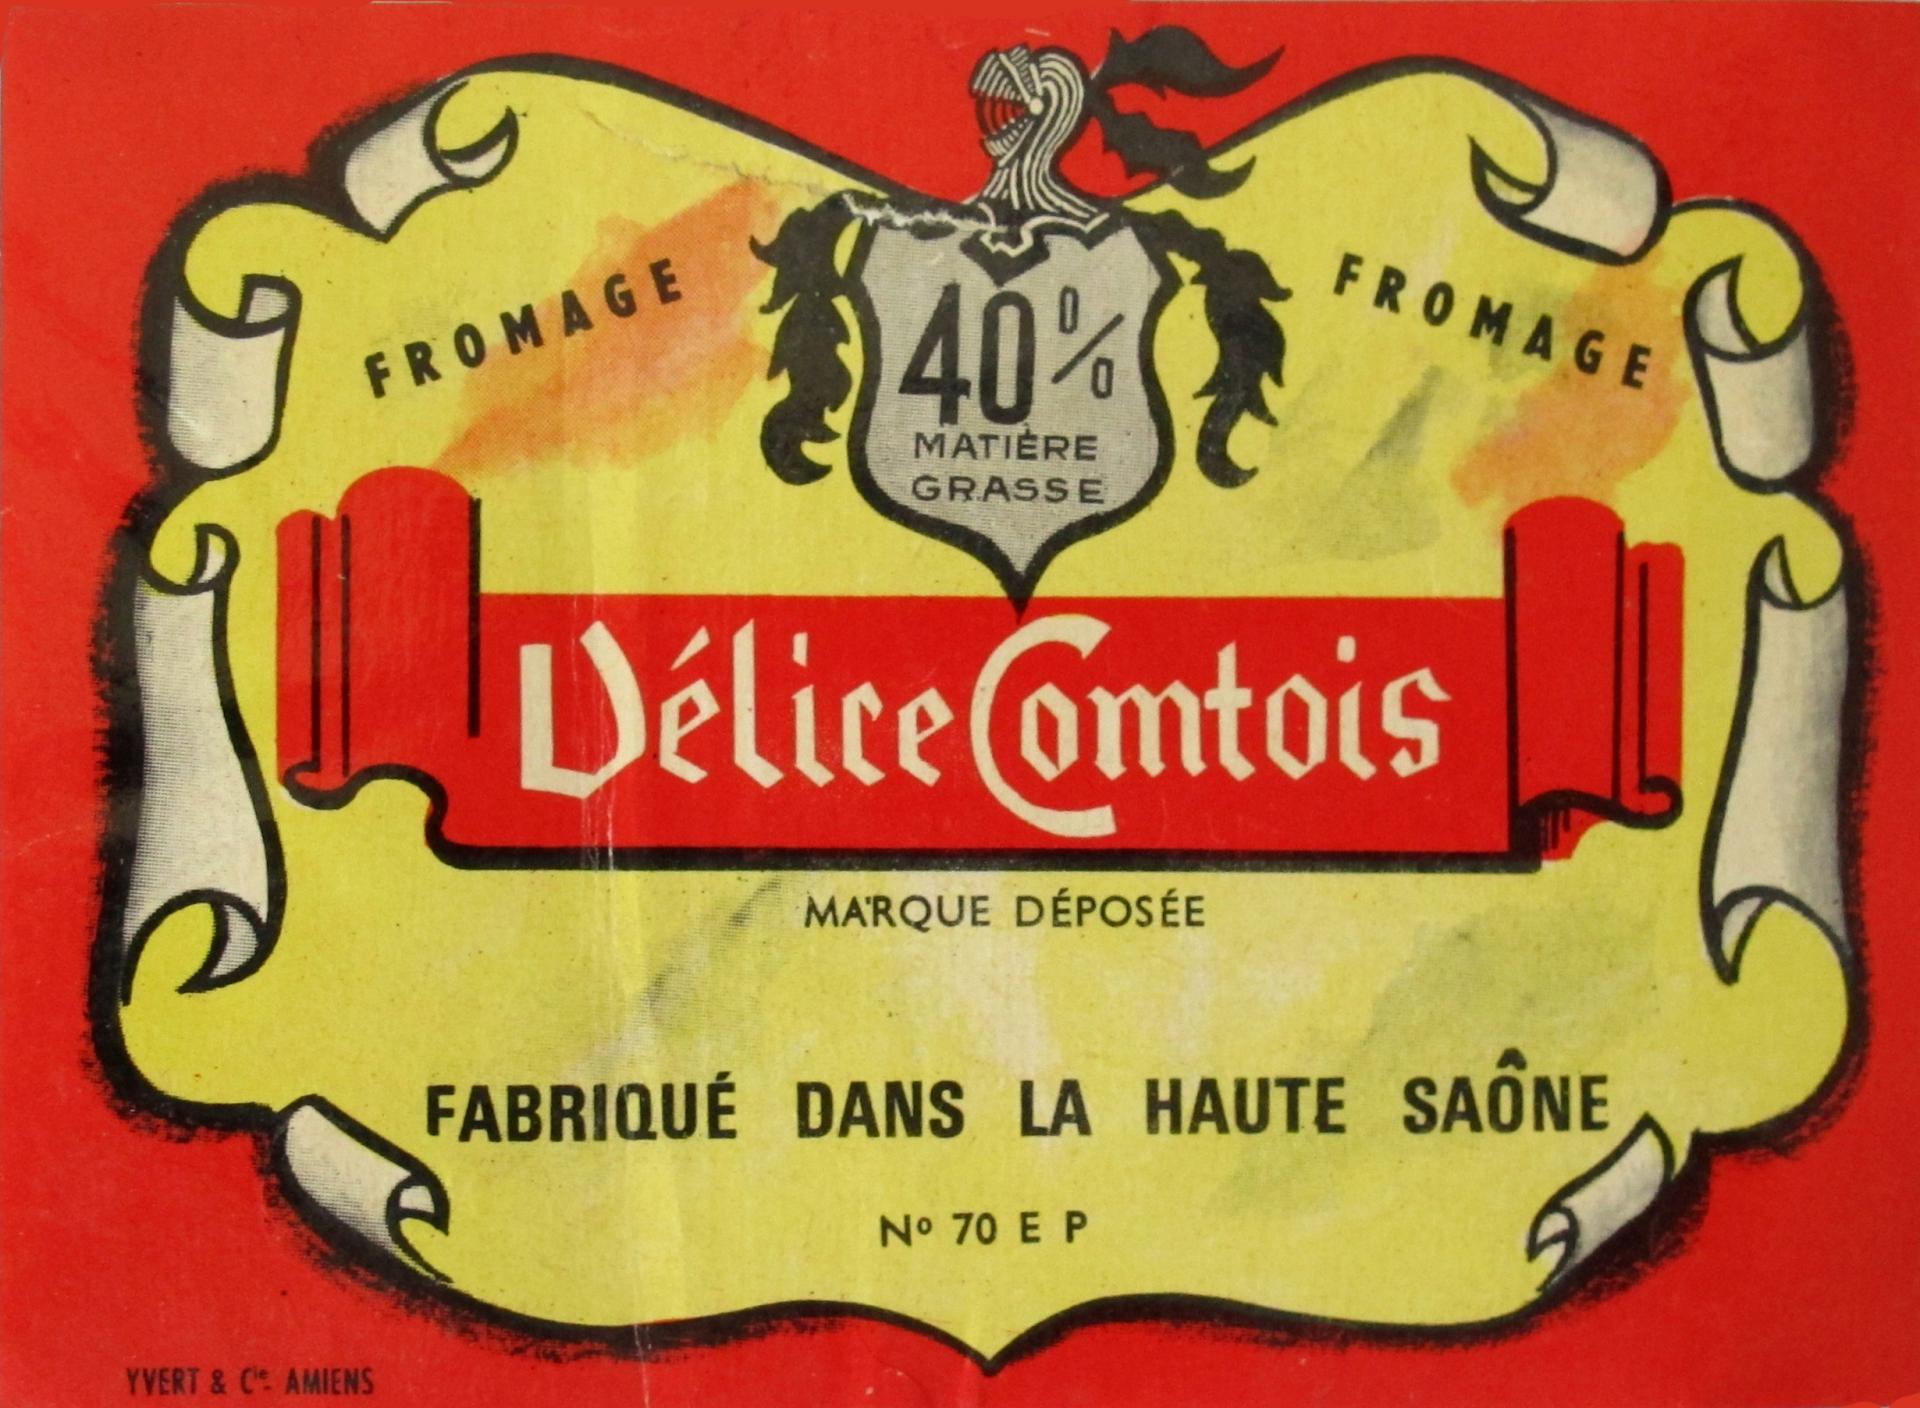 FROMAGE
FROMAGE
40%
MATIÈRE
GRASSE
Délice Comtois
MARQUE DÉPOSÉE
FABRIQUÉ DANS LA HAUTE SAÔNE
Nº 70 E P
YVERT & Cie. AMIENS